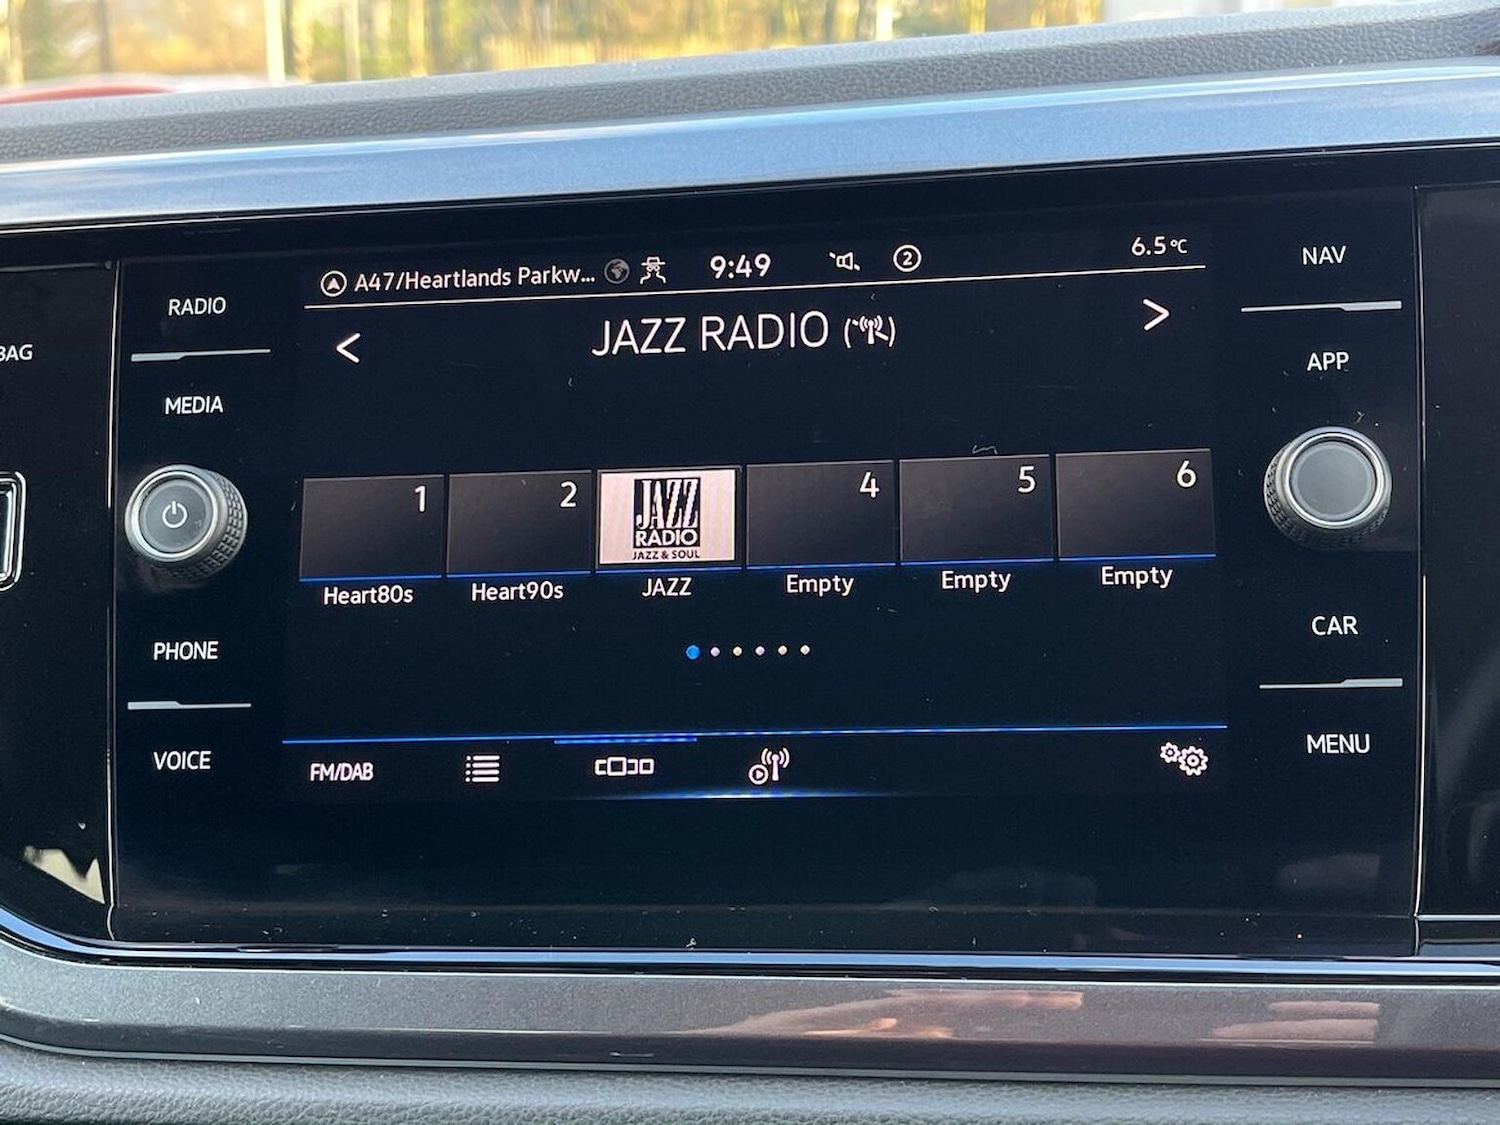 BAG
RADIO
MEDIA
PHONE
VOICE
A47/Heartlands Parkw...
9:49
2
6.5°C
JAZZ RADIO
1
2
JAZZ
RADIO
JAZZ & SOUL
4
5
6
Heart80s
Heart90s
JAZZ
Empty
Empty
Empty
FM/DAB
NAV
APP
CAR
MENU